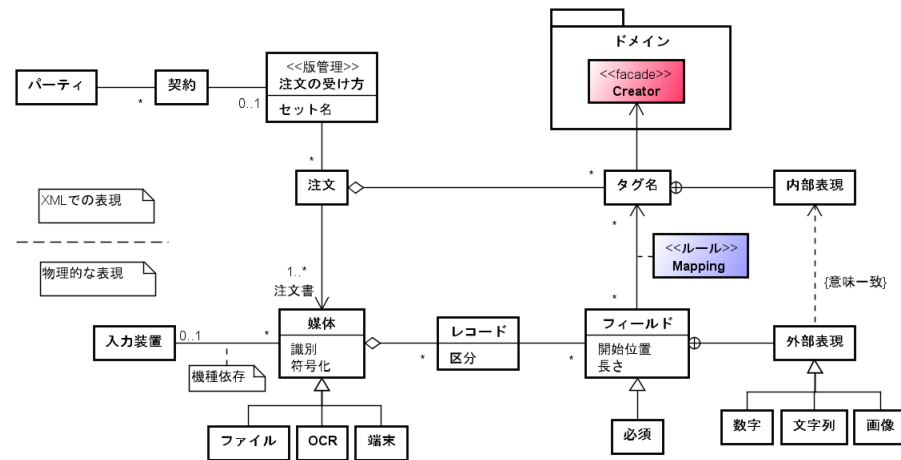 ドメイン
<<facade>>
Creator
<<版管理>>
注文の受け方
セット名
パーティ
契約
*
0..1
*
注文
*
タグ名
内部表現
XMLでの表現
*
<<ルール>>
Mapping
物理的な表現
1..*
注文書
{意味一致}
*
入力装置
0..1
*
媒体
識別
符号化
*
レコード
区分
*
フィールド
開始位置
長さ
外部表現
機種依存
ファイル
OCR
端末
必須
数字
文字列
画像